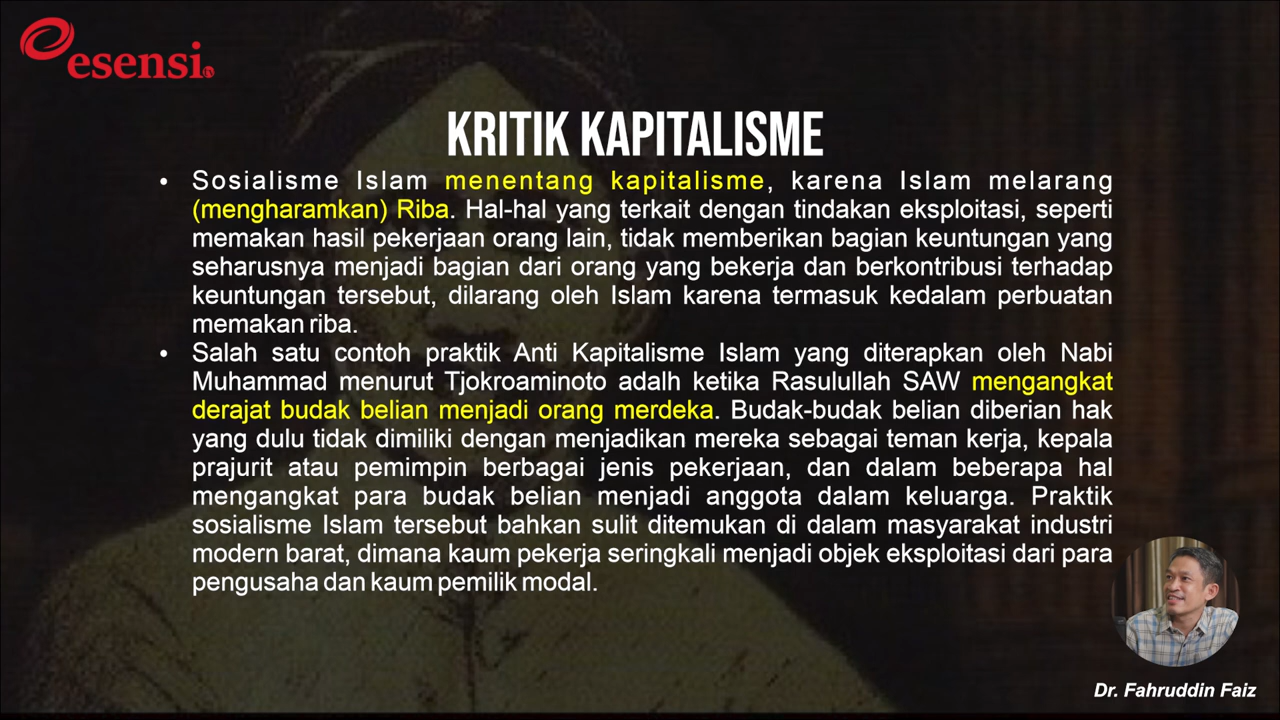 esensi TV
KRITIK KAPITALISME
• Sosialisme Islam menentang kapitalisme, karena Islam melarang
(mengharamkan) Riba. Hal-hal yang terkait dengan tindakan eksploitasi, seperti
memakan hasil pekerjaan orang lain, tidak memberikan bagian keuntungan yang
seharusnya menjadi bagian dari orang yang bekerja dan berkontribusi terhadap
keuntungan tersebut, dilarang oleh Islam karena termasuk kedalam perbuatan
memakan riba.
• Salah satu contoh praktik Anti Kapitalisme Islam yang diterapkan oleh Nabi
Muhammad menurut Tjokroaminoto adalh ketika Rasulullah SAW mengangkat
derajat budak belian menjadi orang merdeka. Budak-budak belian diberian hak
yang dulu tidak dimiliki dengan menjadikan mereka sebagai teman kerja, kepala
prajurit atau pemimpin berbagai jenis pekerjaan, dan dalam beberapa hal
mengangkat para budak belian menjadi anggota dalam keluarga. Praktik
sosialisme Islam tersebut bahkan sulit ditemukan di dalam masyarakat industri
modern barat, dimana kaum pekerja seringkali menjadi objek eksploitasi dari para
pengusaha dan kaum pemilik modal.
Dr. Fahruddin Faiz